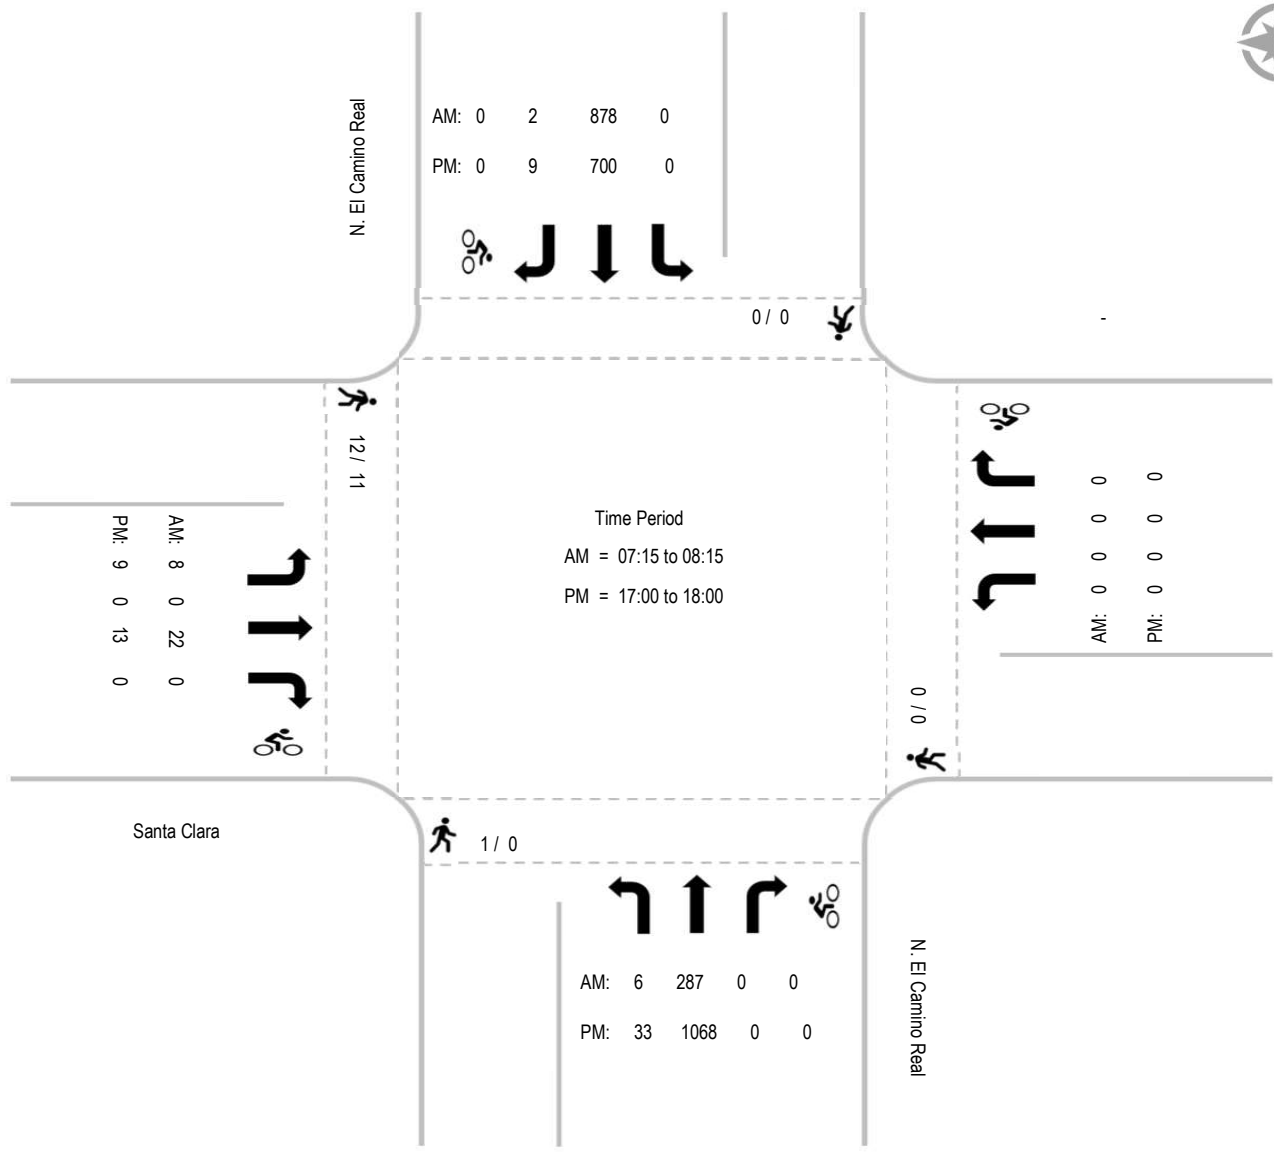 N. El Camino Real
AM: 0 2 878 0
PM: 0 9 700 0
0 / 0
-
12 / 11
Time Period
AM = 07:15 to 08:15
PM = 17:00 to 18:00
AM: 8 0 22 0
PM: 9 0 13 0
AM: 0 0 0 0
PM: 0 0 0 0
0 / 0
Santa Clara
1 / 0
AM: 6 287 0 0
PM: 33 1068 0 0
N. El Camino Real